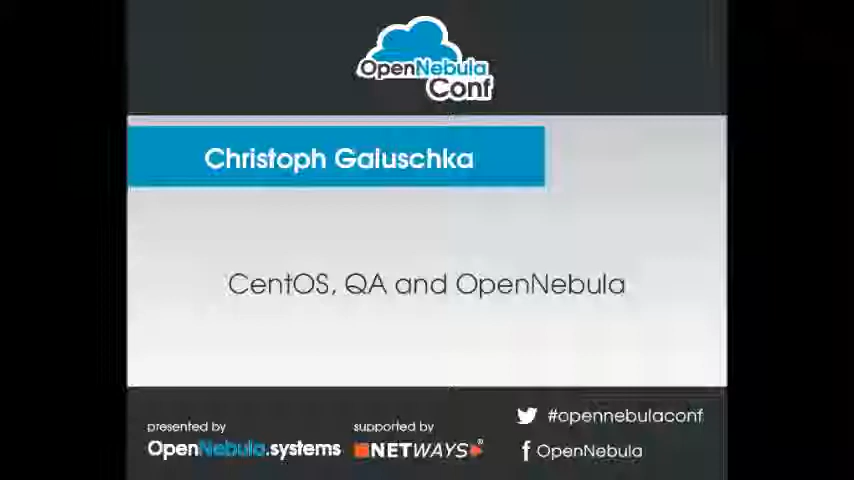 OpenNebula
Conf
Christoph Galuschka
CentOS, QA and OpenNebula
presented by
OpenNebula.systems
supported by
NETWAYS®
#opennebulaconf
OpenNebula